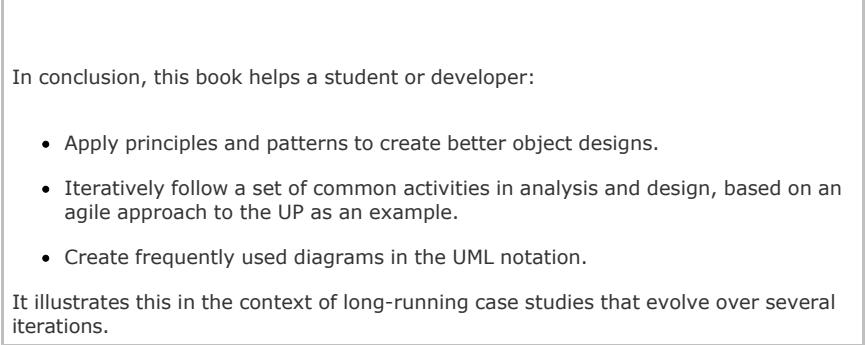 In conclusion, this book helps a student or developer:
• Apply principles and patterns to create better object designs.
• Iteratively follow a set of common activities in analysis and design, based on an
agile approach to the UP as an example.
• Create frequently used diagrams in the UML notation.
It illustrates this in the context of long-running case studies that evolve over several
iterations.